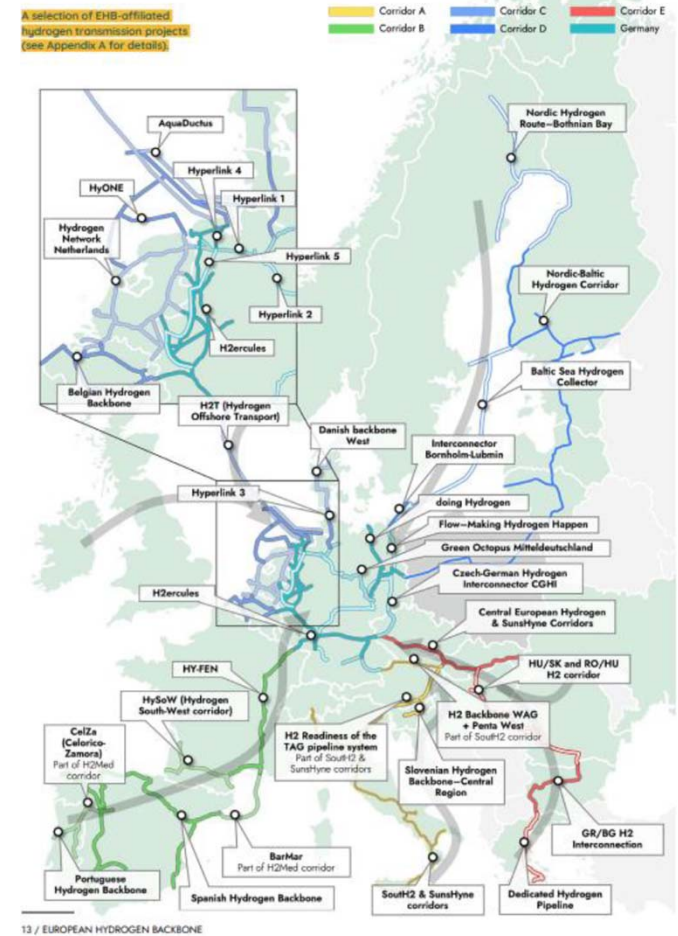 A selection of EHB-affiliated
hydrogen transmission projects
(see Appendix A for details).
Corridor A
Corridor B
Corridor C
Corridor D
Corridor E
Germany
AquaDuctus
Hyperlink 4
HyONE
Hyperlink 1
Hydrogen
Network
Netherlands
Hyperlink 5
Hyperlink 2
H2ercules
Belgian Hydrogen
Backbone
Nordic Hydrogen
Route–Bothnian Bay
Nordic-Baltic
Hydrogen Corridor
Baltic Sea Hydrogen
Collector
H2T (Hydrogen
Offshore Transport)
Danish backbone
West
Interconnector
Bornholm-Lubmin
Hyperlink 3
doing Hydrogen
Flow–Making Hydrogen Happen
Green Octopus Mitteldeutschland
Czech-German Hydrogen
Interconnector CGHI
H2ercules
Central European Hydrogen
& SunsHyne Corridors
HY-FEN
HU/SK and RO/HU
H2 corridor
HySoW (Hydrogen
South-West corridor)
H2 Backbone WAG
+ Penta West
Part of SoutH2 corridor
CelZa
(Celorico-
Zamora)
Part of H2Med
corridor
H2 Readiness of the
TAG pipeline system
Part of SoutH2 &
SunsHyne corridors
Slovenian Hydrogen
Backbone–Central
Region
GR/BG H2
Interconnection
BarMar
Part of H2Med corridor
Portuguese
Hydrogen Backbone
Spanish Hydrogen Backbone
SoutH2 & SunsHyne
corridors
Dedicated Hydrogen
Pipeline
13 / EUROPEAN HYDROGEN BACKBONE